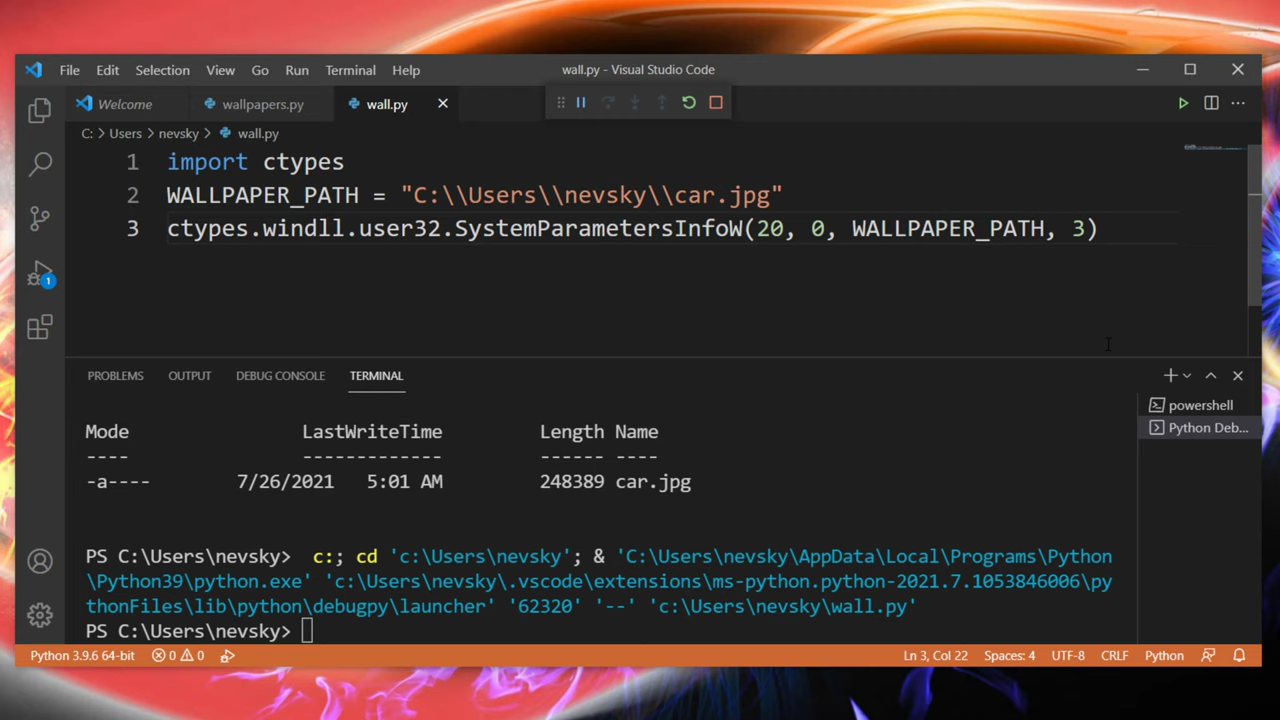 File Edit Selection View Go Run Terminal Help wall.py - Visual Studio Code
Welcome wallpapers.py wall.py
C: > Users > nevsky > wall.py
1 import ctypes
2 WALLPAPER_PATH = "C:\\Users\\nevsky\\car.jpg"
3 ctypes.windll.user32.SystemParametersInfoW(20, 0, WALLPAPER_PATH, 3)
1
PROBLEMS OUTPUT DEBUG CONSOLE TERMINAL
powershell
Python Deb...
Mode LastWriteTime Length Name
---- ------------- ------ ----
-a---- 7/26/2021 5:01 AM 248389 car.jpg
PS C:\Users\nevsky> c:; cd 'c:\Users\nevsky'; & 'C:\Users\nevsky\AppData\Local\Programs\Python
\Python39\python.exe' 'c:\Users\nevsky\.vscode\extensions\ms-python.python-2021.7.1053846006\py
thonFiles\lib\python\debugpy\launcher' '62320' '--' 'c:\Users\nevsky\wall.py'
PS C:\Users\nevsky>
Python 3.9.6 64-bit 0 0 Ln 3, Col 22 Spaces: 4 UTF-8 CRLF Python